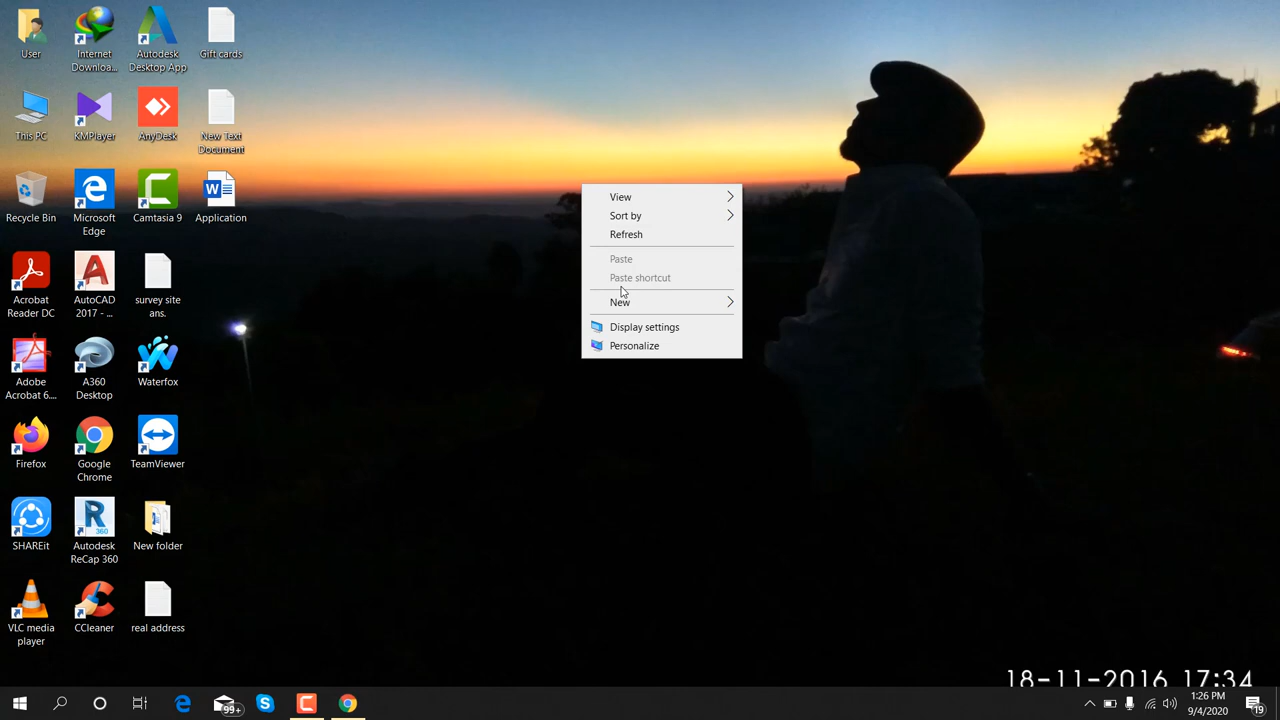 User
Internet
Downloa...
Autodesk
Desktop App
Gift cards
This PC
KMPlayer
AnyDesk
New Text
Document
Recycle Bin
Microsoft
Edge
Camtasia 9
Application
Acrobat
Reader DC
AutoCAD
2017 - ...
survey site
ans.
Adobe
Acrobat 6....
A360
Desktop
Waterfox
Firefox
Google
Chrome
TeamViewer
SHAREit
Autodesk
ReCap 360
New folder
VLC media
player
CCleaner
real address
View
Sort by
Refresh
Paste
Paste shortcut
New
Display settings
Personalize
18-11-2016 17:34
99+
1:26 PM
9/4/2020
19